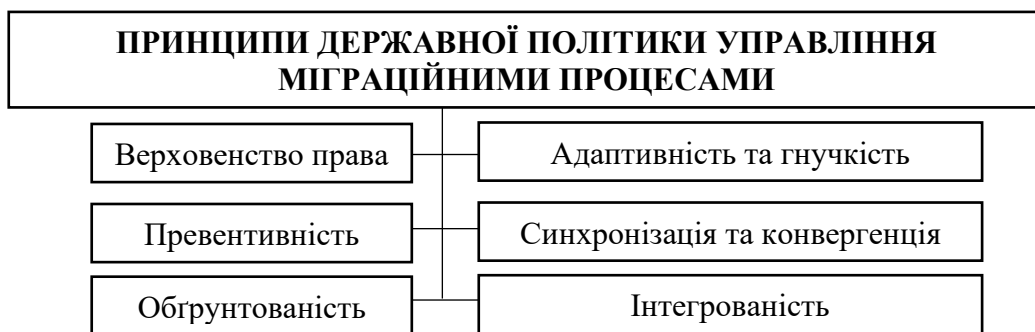 ПРИНЦИПИ ДЕРЖАВНОЇ ПОЛІТИКИ УПРАВЛІННЯ
МІГРАЦІЙНИМИ ПРОЦЕСАМИ
Верховенство права
Адаптивність та гнучкість
Превентивність
Синхронізація та конвергенція
Обґрунтованість
Інтегрованість